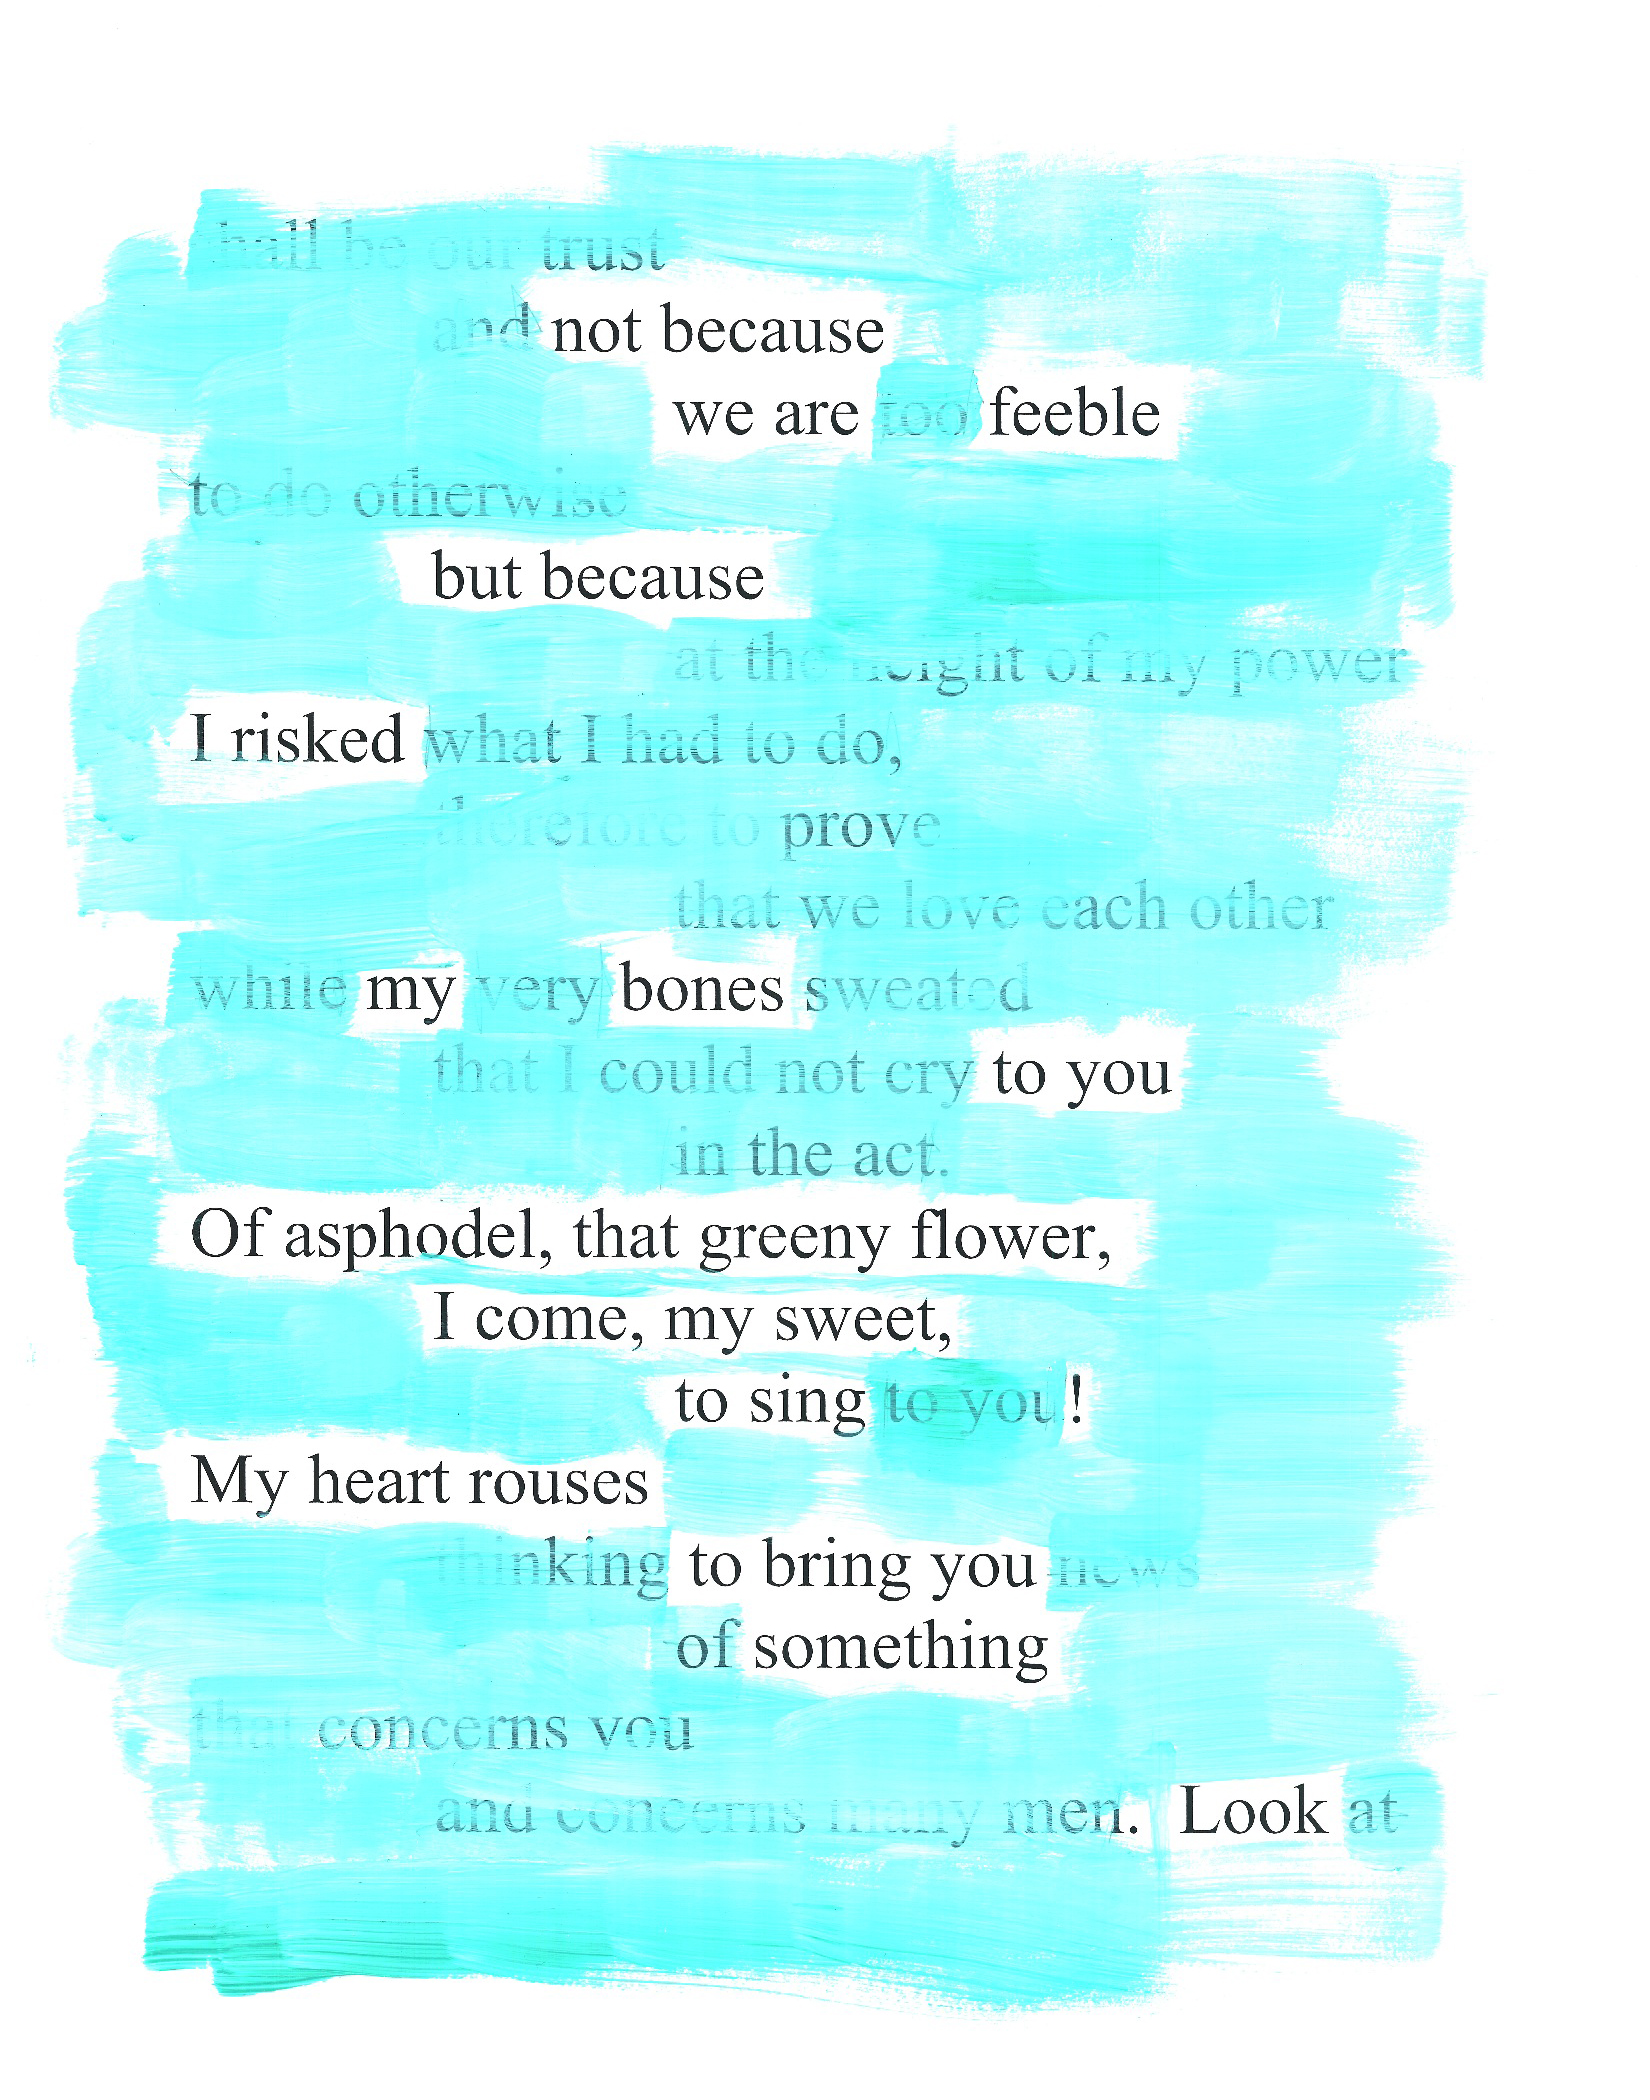 shall be our trust
and not because
we are too feeble
to do otherwise
but because
at the height of my power
I risked what I had to do,
therefore to prove
that we love each other
while my very bones sweated
that I could not cry to you
in the act.
Of asphodel, that greeny flower,
I come, my sweet,
to sing to you!
My heart rouses
thinking to bring you news
of something
that concerns you
and concerns many men. Look at